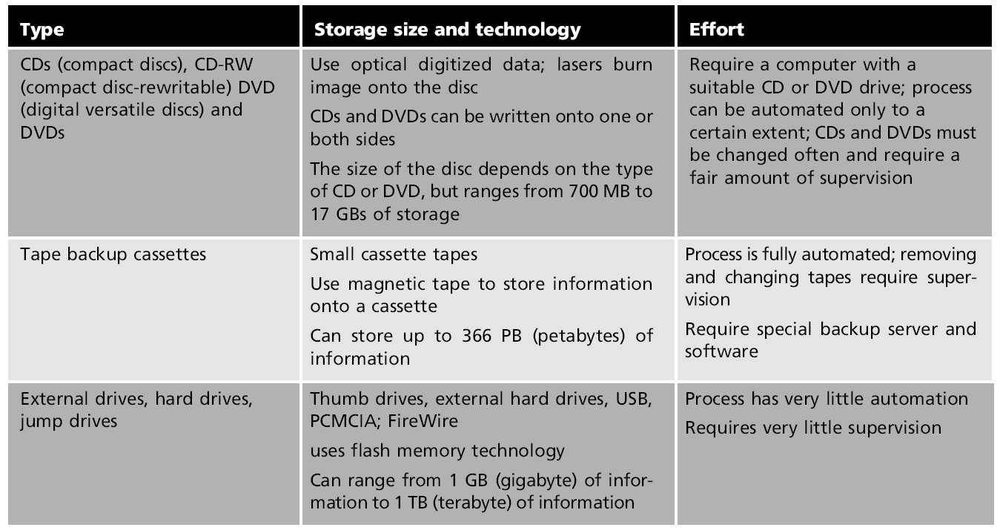 Type
Storage size and technology
Effort
CDs (compact discs), CD-RW
(compact disc-rewritable) DVD
(digital versatile discs) and
DVDs
Use optical digitized data; lasers burn
image onto the disc
CDs and DVDs can be written onto one or
both sides
The size of the disc depends on the type
of CD or DVD, but ranges from 700 MB to
17 GBs of storage
Require a computer with a
suitable CD or DVD drive; process
can be automated only to a
certain extent; CDs and DVDs must
be changed often and require a
fair amount of supervision
Tape backup cassettes
Small cassette tapes
Use magnetic tape to store information
onto a cassette
Can store up to 366 PB (petabytes) of
information
Process is fully automated; removing
and changing tapes require super-
vision
Require special backup server and
software
External drives, hard drives,
jump drives
Thumb drives, external hard drives, USB,
PCMCIA; FireWire
uses flash memory technology
Can range from 1 GB (gigabyte) of infor-
mation to 1 TB (terabyte) of information
Process has very little automation
Requires very little supervision